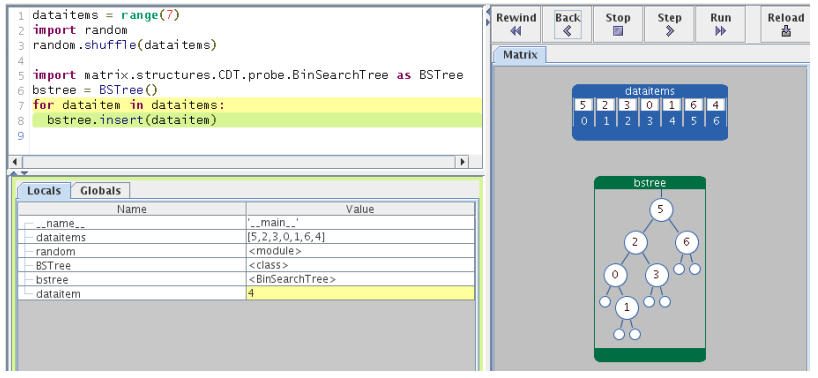 1 dataitems = range(7)
2 import random
3 random.shuffle(dataitems)
4
5 import matrix.structures.CDT.probe.BinSearchTree as BSTree
6 bstree = BSTree()
7 for dataitem in dataitems:
8 bstree.insert(dataitem)
9
Locals Globals
Name Value
__name__ '__main__'
dataitems [5,2,3,0,1,6,4]
random <module>
BSTree <class>
bstree <BinSearchTree>
dataitem 4
Rewind Back Stop Step Run Reload
Matrix
dataitems
5 2 3 0 1 6 4
0 1 2 3 4 5 6
bstree
5
2 6
0 3
1